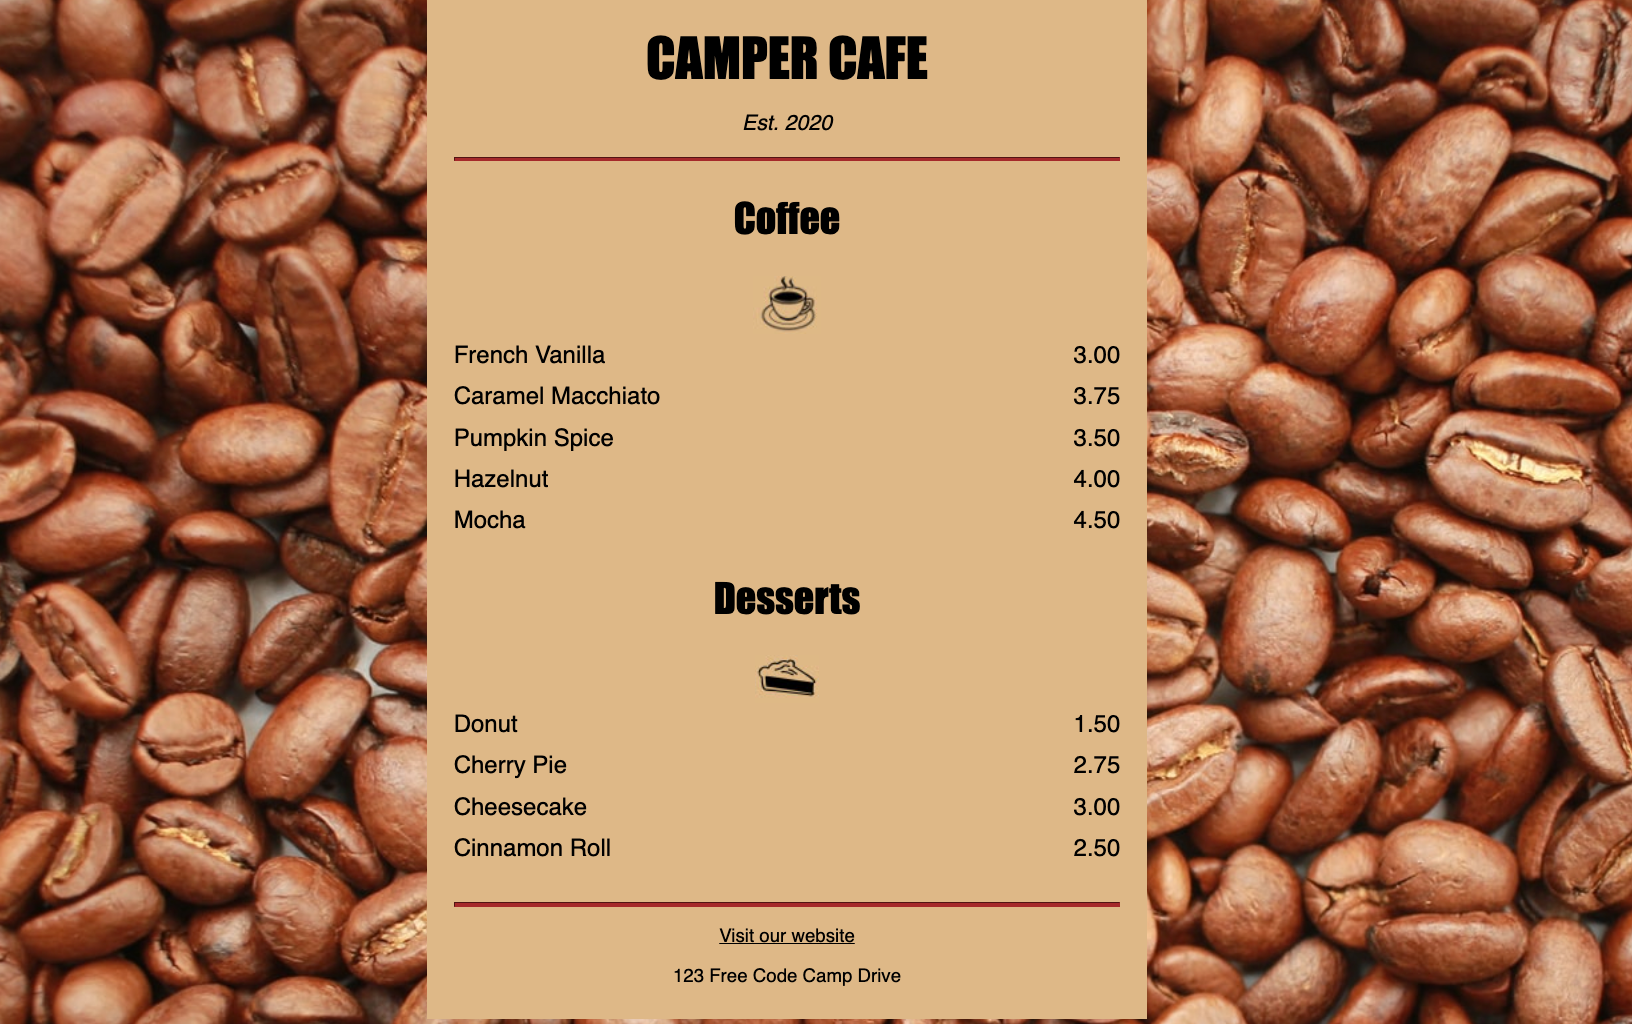 CAMPER CAFE
Est. 2020
Coffee
French Vanilla 3.00
Caramel Macchiato 3.75
Pumpkin Spice 3.50
Hazelnut 4.00
Mocha 4.50
Desserts
Donut 1.50
Cherry Pie 2.75
Cheesecake 3.00
Cinnamon Roll 2.50
Visit our website
123 Free Code Camp Drive